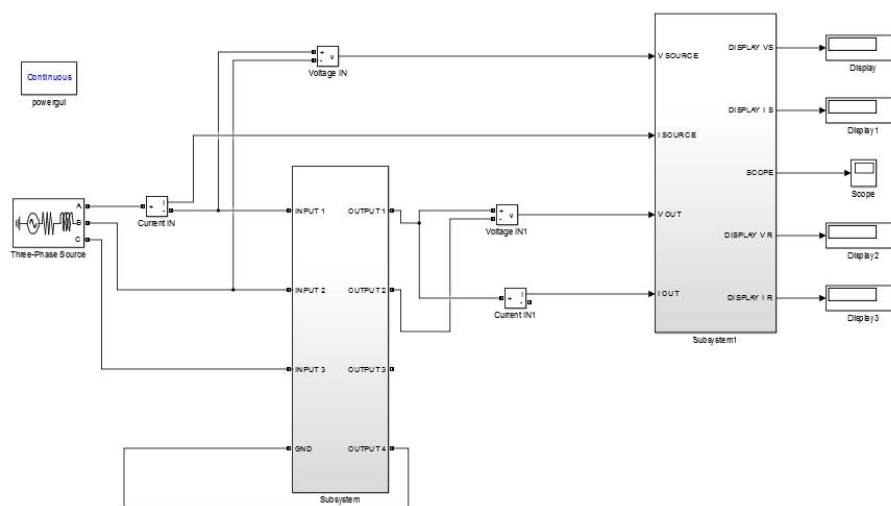 Continuous
powergui
Three-Phase Source
A
B
C
+
-
I
Current IN
+
-
v
Voltage IN
INPUT 1
INPUT 2
INPUT 3
GND
OUTPUT 1
OUTPUT 2
OUTPUT 3
OUTPUT 4
Subsystem
+
-
v
Voltage IN1
+
-
I
Current IN1
V SOURCE
I SOURCE
V OUT
I OUT
DISPLAY VS
DISPLAY I S
SCOPE
DISPLAY V R
DISPLAY I R
Subsystem1
Display
Display1
Scope
Display2
Display3